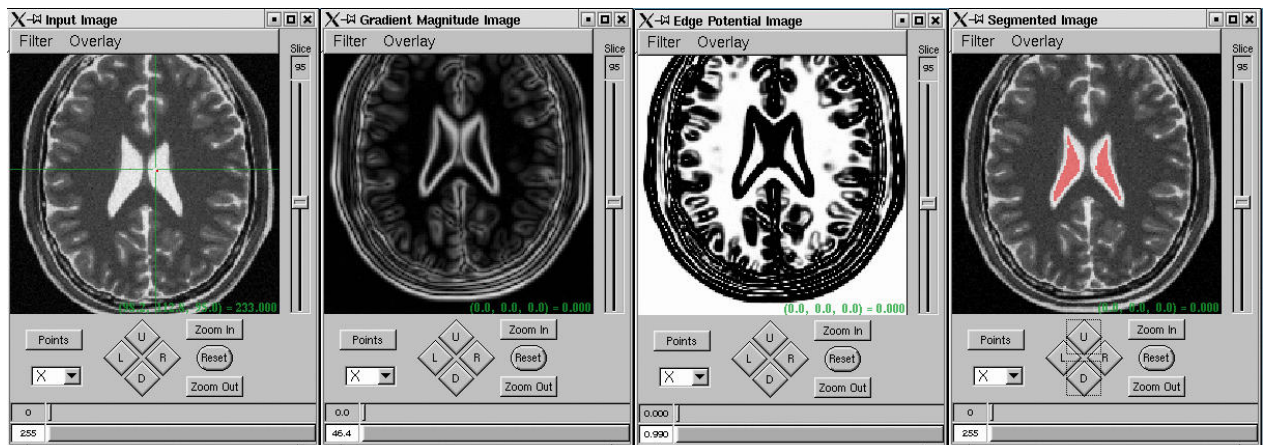 Input Image
Filter Overlay
Slice
95
= 233.000
Points
X
U
L R
D
Zoom In
Reset
Zoom Out
0
255
Gradient Magnitude Image
Filter Overlay
Slice
95
(0.0, 0.0, 0.0) = 0.000
Points
X
U
L R
D
Zoom In
Reset
Zoom Out
0.0
46.4
Edge Potential Image
Filter Overlay
Slice
95
(0.0, 0.0, 0.0) = 0.000
Points
X
U
L R
D
Zoom In
Reset
Zoom Out
0.000
0.990
Segmented Image
Filter Overlay
Slice
95
(0.0, 0.0, 0.0) = 0.000
Points
X
U
L R
D
Zoom In
Reset
Zoom Out
0
255